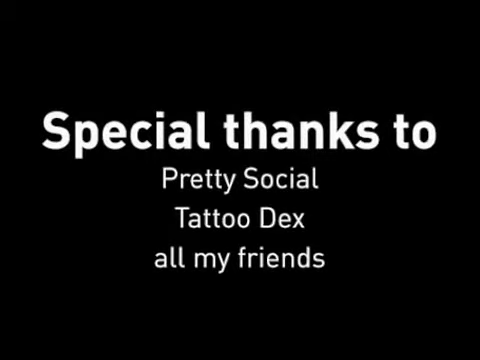 Special thanks to
Pretty Social
Tattoo Dex
all my friends